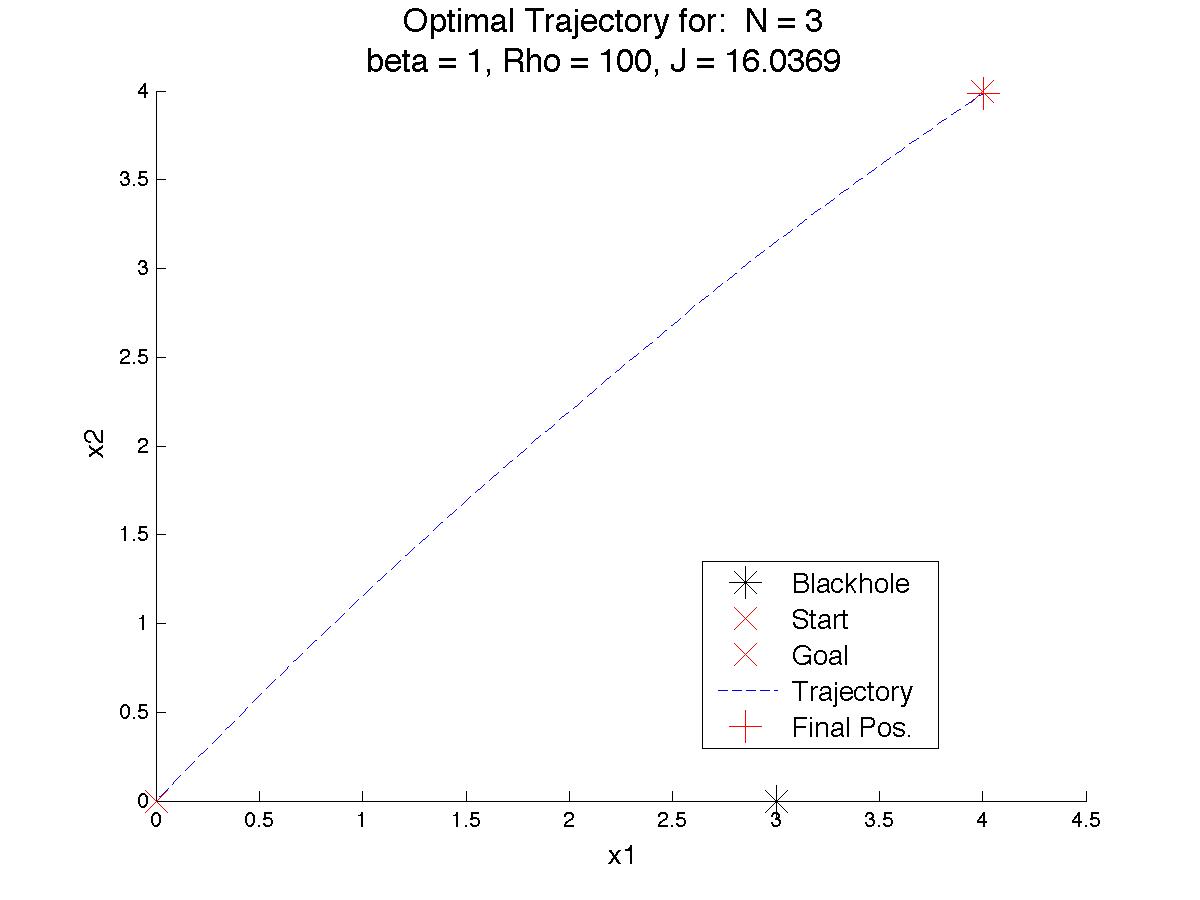 Optimal Trajectory for:  N = 3
beta = 1, Rho = 100, J = 16.0369
4
3.5
3
2.5
2
1.5
1
0.5
0
x2
Blackhole
Start
Goal
Trajectory
Final Pos.
0 0.5 1 1.5 2 2.5 3 3.5 4 4.5
x1